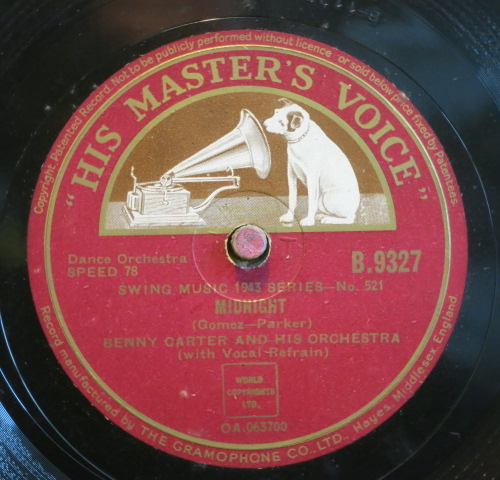 Copyright. Patented Record. Not to be publicly performed without licence or sold below price fixed by Patentees.
"HIS MASTER'S VOICE"
Dance Orchestra
SPEED 78
B.9327
SWING MUSIC 1943 SERIES—No. 521
MIDNIGHT
(Gomez—Parker)
BENNY CARTER AND HIS ORCHESTRA
(with Vocal Refrain)
WORLD
COPYRIGHTS
LTD.
OA.063700
Record manufactured by THE GRAMOPHONE CO., LTD., Hayes, Middlesex, England